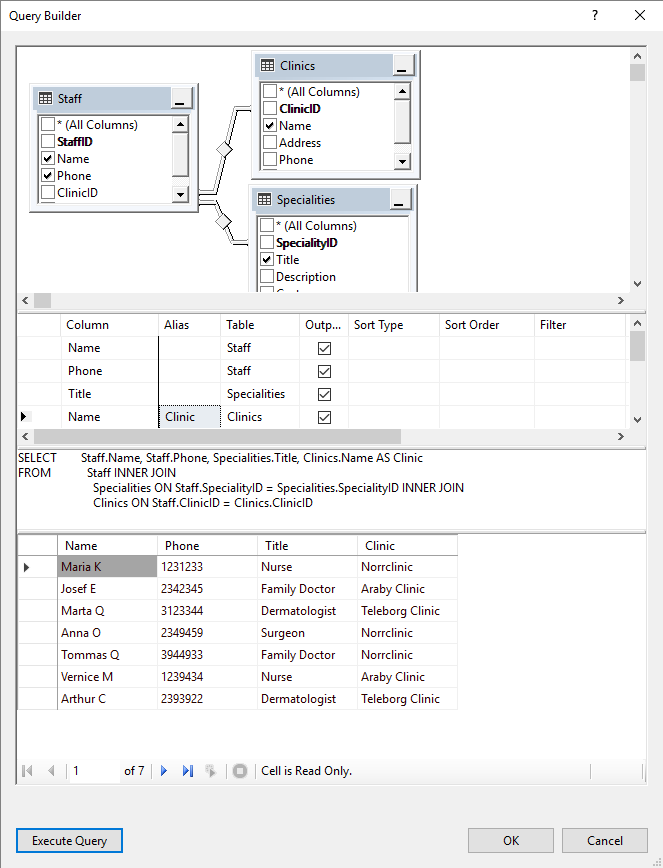 Query Builder
?
Staff
* (All Columns)
StaffID
Name
Phone
ClinicID
Clinics
* (All Columns)
ClinicID
Name
Address
Phone
Specialities
* (All Columns)
SpecialityID
Title
Description
Column Alias Table Outp... Sort Type Sort Order Filter
Name Staff
Phone Staff
Title Specialities
Name Clinic Clinics
SELECT Staff.Name, Staff.Phone, Specialities.Title, Clinics.Name AS Clinic
FROM Staff INNER JOIN
Specialities ON Staff.SpecialityID = Specialities.SpecialityID INNER JOIN
Clinics ON Staff.ClinicID = Clinics.ClinicID
Name Phone Title Clinic
Maria K 1231233 Nurse Norrclinic
Josef E 2342345 Family Doctor Araby Clinic
Marta Q 3123344 Dermatologist Teleborg Clinic
Anna O 2349459 Surgeon Norrclinic
Tommas Q 3944933 Family Doctor Norrclinic
Vernice M 1239434 Nurse Araby Clinic
Arthur C 2393922 Dermatologist Teleborg Clinic
1 of 7 Cell is Read Only.
Execute Query OK Cancel